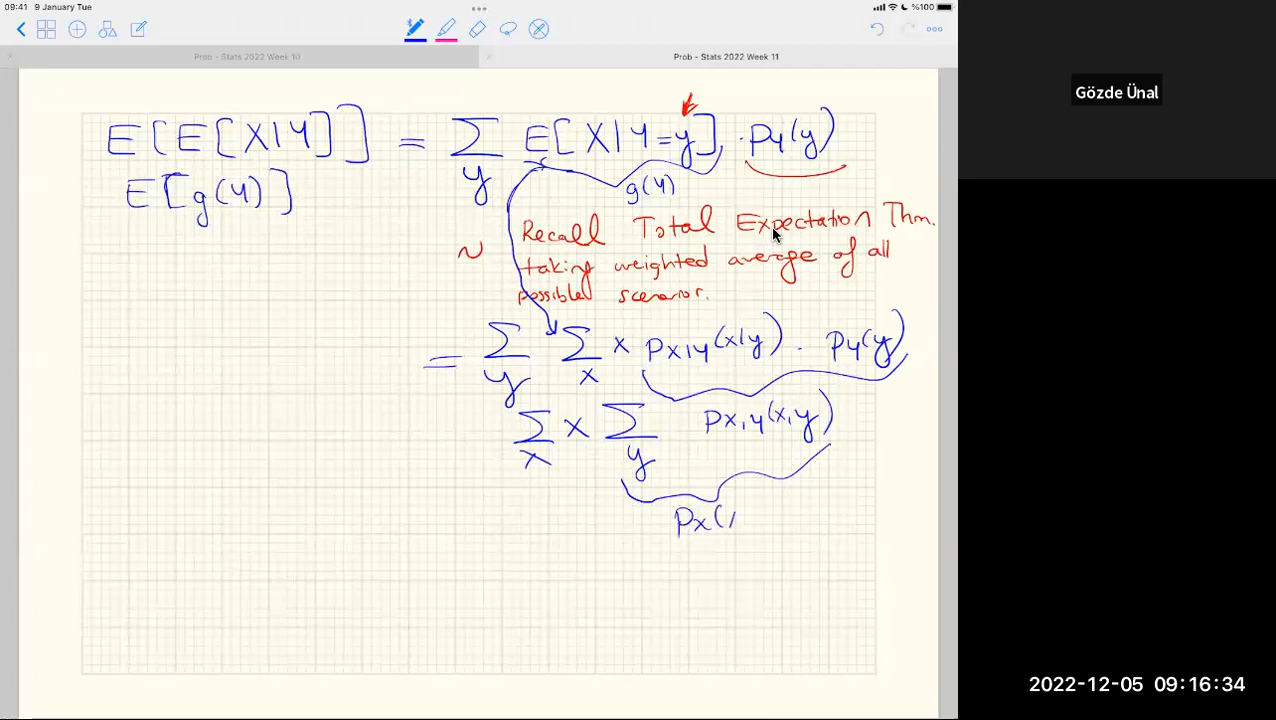 09:41 9 January Tue
%100
Prob - Stats 2022 Week 10
Prob - Stats 2022 Week 11
E[E[X|Y]] = Σ_y E[X|Y=y] · p_Y(y)
E[g(Y)]
g(Y)
~ Recall Total Expectation Thm.
taking weighted average of all
possible scenarios.
= Σ_y Σ_x x p_X|Y(x|y) · p_Y(y)
Σ_x x Σ_y p_X,Y(x,y)
p_X(
Gözde Ünal
2022-12-05 09:16:34